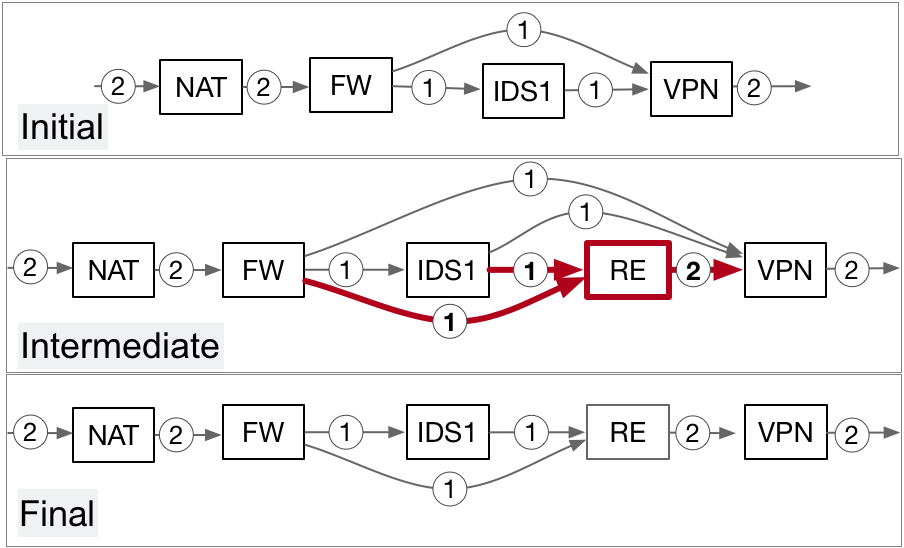 1
2 NAT 2 FW 1 IDS1 1 VPN 2
Initial
1
1
2 NAT 2 FW 1 IDS1 1 RE 2 VPN 2
1
Intermediate
2 NAT 2 FW 1 IDS1 1 RE 2 VPN 2
1
Final